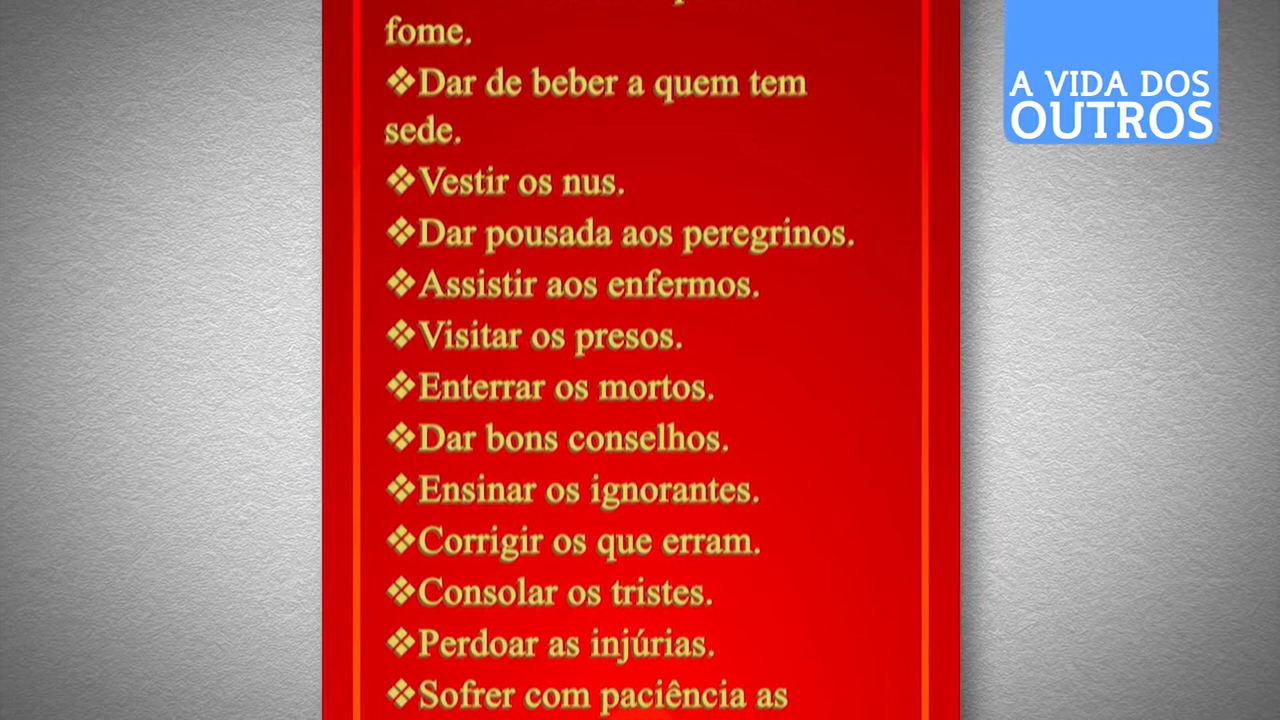 fome.
❖Dar de beber a quem tem
sede.
❖Vestir os nus.
❖Dar pousada aos peregrinos.
❖Assistir aos enfermos.
❖Visitar os presos.
❖Enterrar os mortos.
❖Dar bons conselhos.
❖Ensinar os ignorantes.
❖Corrigir os que erram.
❖Consolar os tristes.
❖Perdoar as injúrias.
❖Sofrer com paciência as
A VIDA DOS
OUTROS